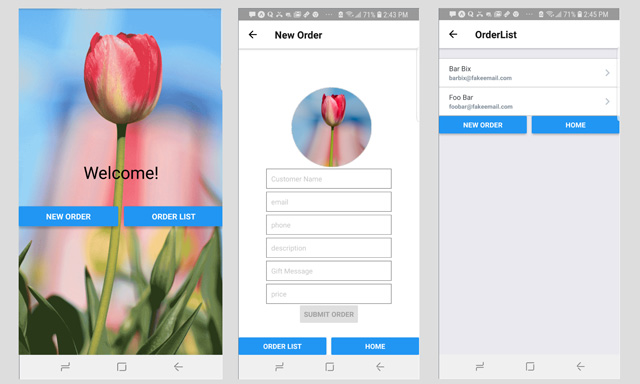 Welcome!
NEW ORDER
ORDER LIST
71% 2:43 PM
New Order
Customer Name
email
phone
description
Gift Message
price
SUBMIT ORDER
ORDER LIST
HOME
71% 2:45 PM
OrderList
Bar Bix
barbix@fakeemail.com
Foo Bar
foobar@fakeemail.com
NEW ORDER
HOME